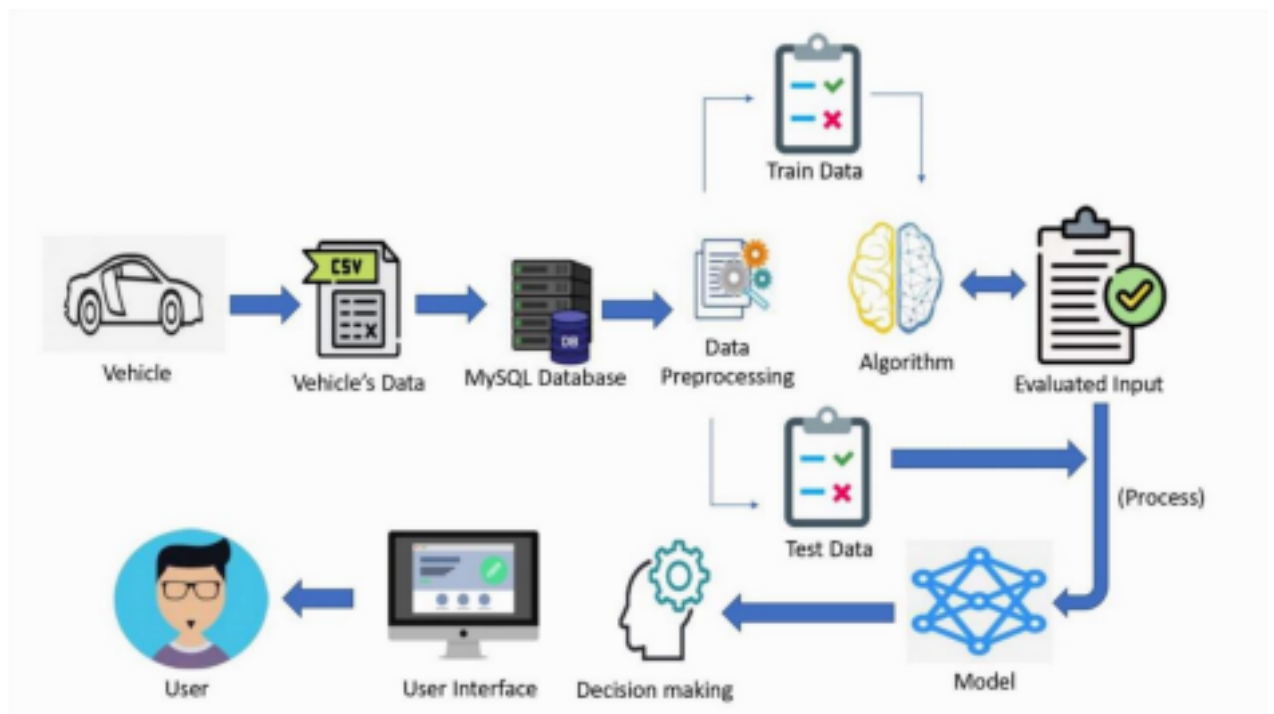 Train Data
CSV
DB
Vehicle
Vehicle's Data
MySQL Database
Data
Preprocessing
Algorithm
Evaluated Input
(Process)
Test Data
User
User Interface
Decision making
Model